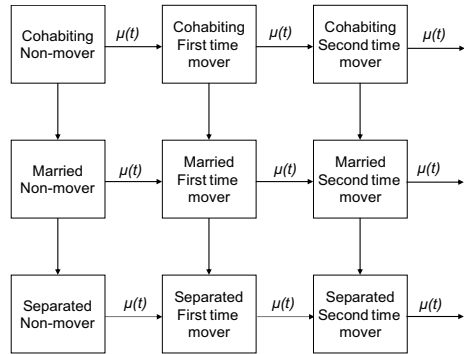 Cohabiting
Non-mover
μ(t)
Cohabiting
First time
mover
μ(t)
Cohabiting
Second time
mover
μ(t)
Married
Non-mover
μ(t)
Married
First time
mover
μ(t)
Married
Second time
mover
μ(t)
Separated
Non-mover
μ(t)
Separated
First time
mover
μ(t)
Separated
Second time
mover
μ(t)